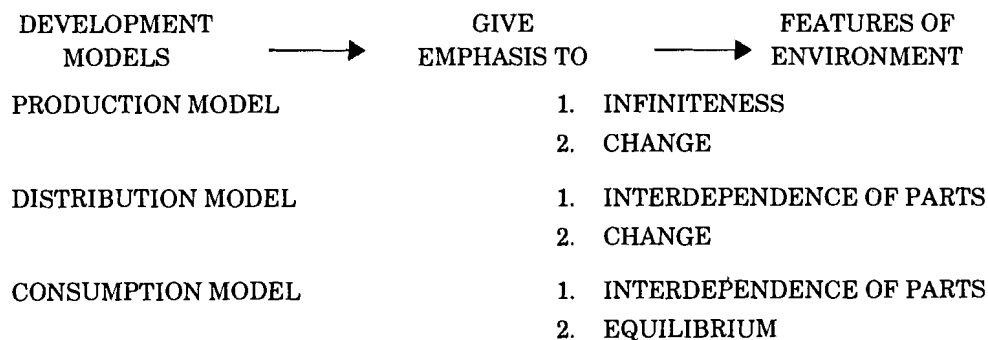 DEVELOPMENT MODELS → GIVE EMPHASIS TO → FEATURES OF ENVIRONMENT
PRODUCTION MODEL 1. INFINITENESS
2. CHANGE
DISTRIBUTION MODEL 1. INTERDEPENDENCE OF PARTS
2. CHANGE
CONSUMPTION MODEL 1. INTERDEPENDENCE OF PARTS
2. EQUILIBRIUM